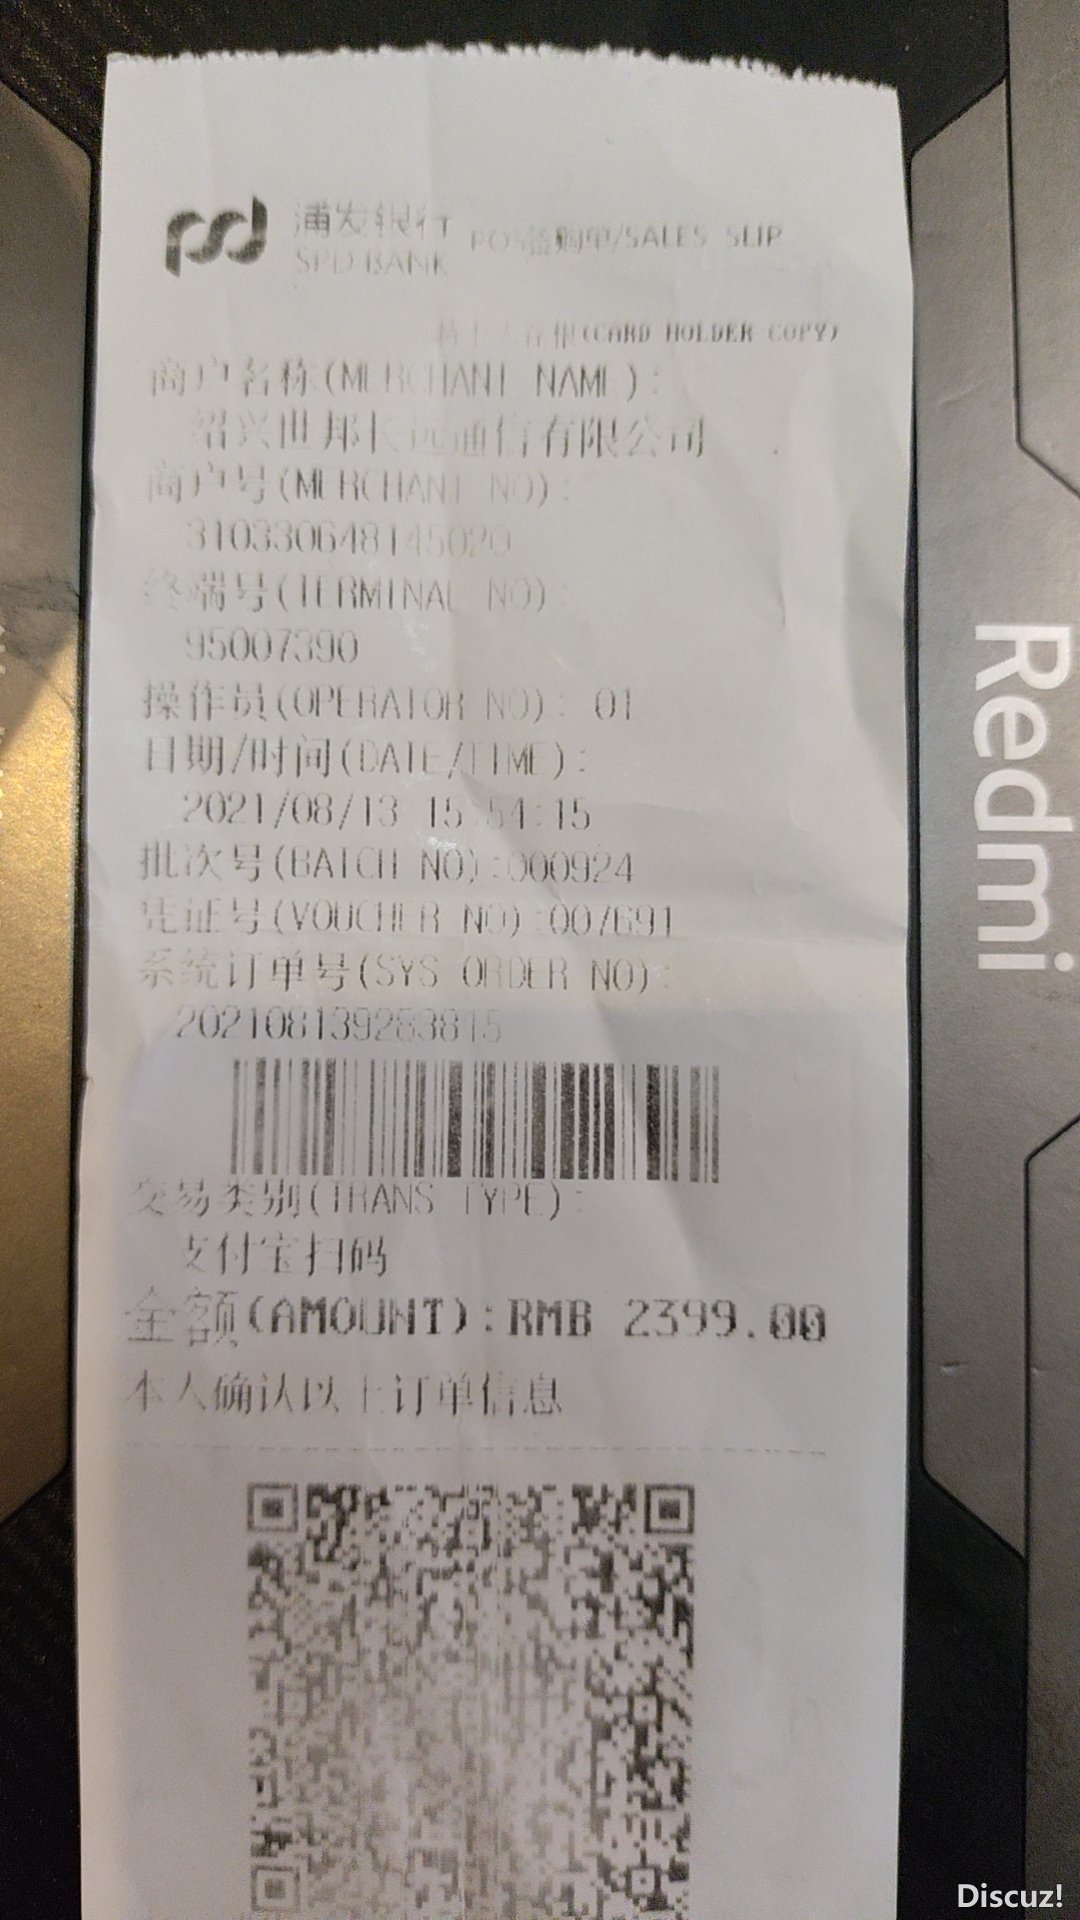 浦发银行 POS签购单/SALES SLIP
SPD BANK
持卡人存根(CARD HOLDER COPY)
商户名称(MERCHANT NAME):
绍兴世邦长远通信有限公司
商户号(MERCHANT NO):
310330648145020
终端号(TERMINAL NO):
95007390
操作员(OPERATOR NO): 01
日期/时间(DATE/TIME):
2021/08/13 15:54:15
批次号(BATCH NO):000924
凭证号(VOUCHER NO):007691
系统订单号(SYS ORDER NO):
202108139283815
交易类别(TRANS TYPE):
支付宝扫码
金额(AMOUNT):RMB 2399.00
本人确认以上订单信息
Redmi
Discuz!